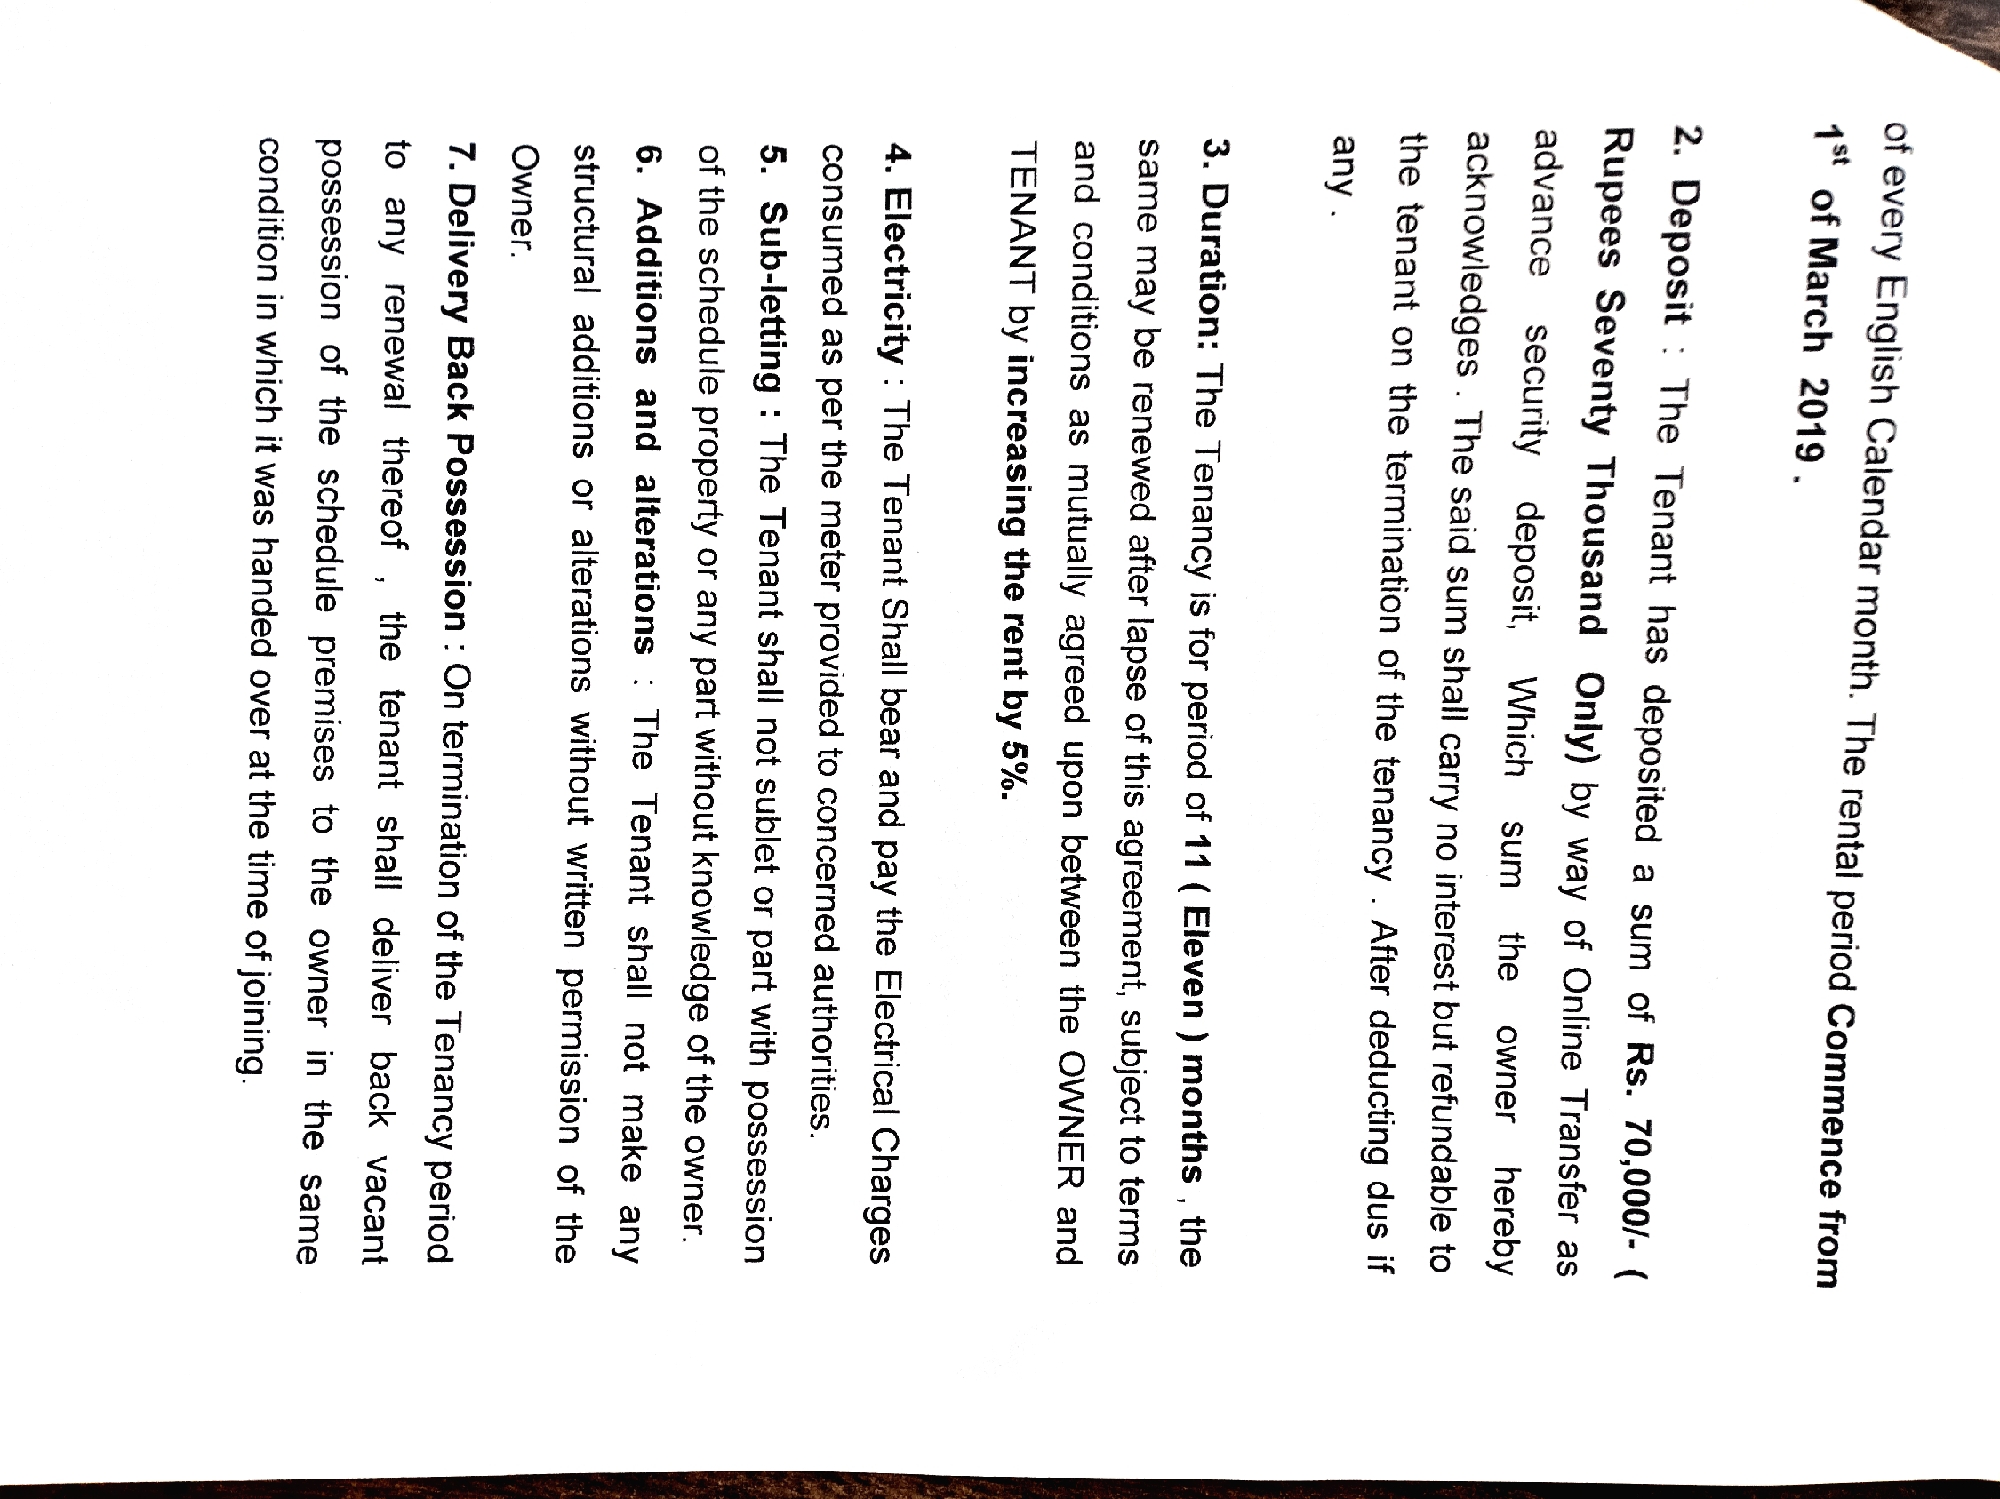 of every English Calendar month. The rental period Commence from
1st of March 2019 .
2. Deposit : The Tenant has deposited a sum of Rs. 70,000/- (
Rupees Seventy Thousand Only) by way of Online Transfer as
advance security deposit, Which sum the owner hereby
acknowledges . The said sum shall carry no interest but refundable to
the tenant on the termination of the tenancy . After deducting dus if
any .
3. Duration: The Tenancy is for period of 11 ( Eleven ) months , the
same may be renewed after lapse of this agreement, subject to terms
and conditions as mutually agreed upon between the OWNER and
TENANT by increasing the rent by 5%.
4. Electricity : The Tenant Shall bear and pay the Electrical Charges
consumed as per the meter provided to concerned authorities.
5. Sub-letting : The Tenant shall not sublet or part with possession
of the schedule property or any part without knowledge of the owner.
6. Additions and alterations : The Tenant shall not make any
structural additions or alterations without written permission of the
Owner.
7. Delivery Back Possession : On termination of the Tenancy period
to any renewal thereof , the tenant shall deliver back vacant
possession of the schedule premises to the owner in the same
condition in which it was handed over at the time of joining.